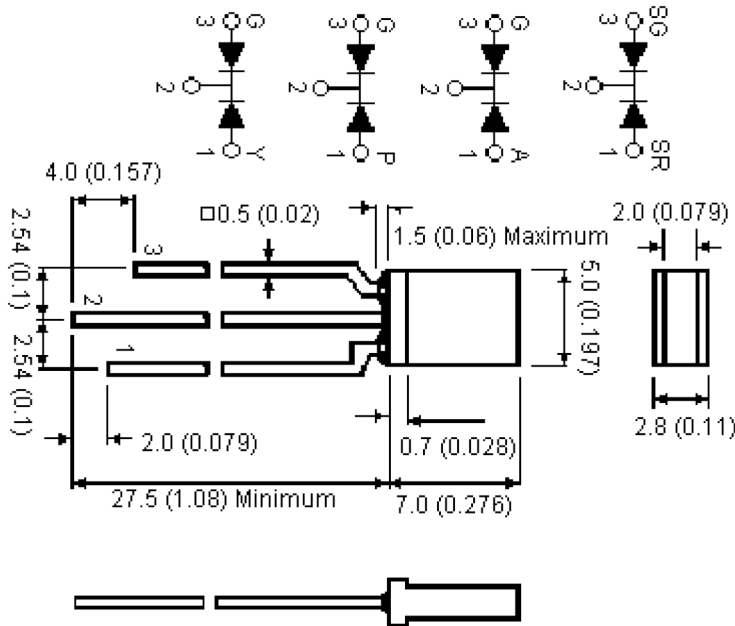 3 G
2
1 Y
3 G
2
1 P
3 G
2
1 A
3 SG
2
1 SR
4.0 (0.157)
□0.5 (0.02)
2.0 (0.079)
1.5 (0.06) Maximum
2.54 (0.1)
3
2
1
5.0 (0.197)
2.54 (0.1)
2.0 (0.079)
0.7 (0.028)
2.8 (0.11)
27.5 (1.08) Minimum
7.0 (0.276)